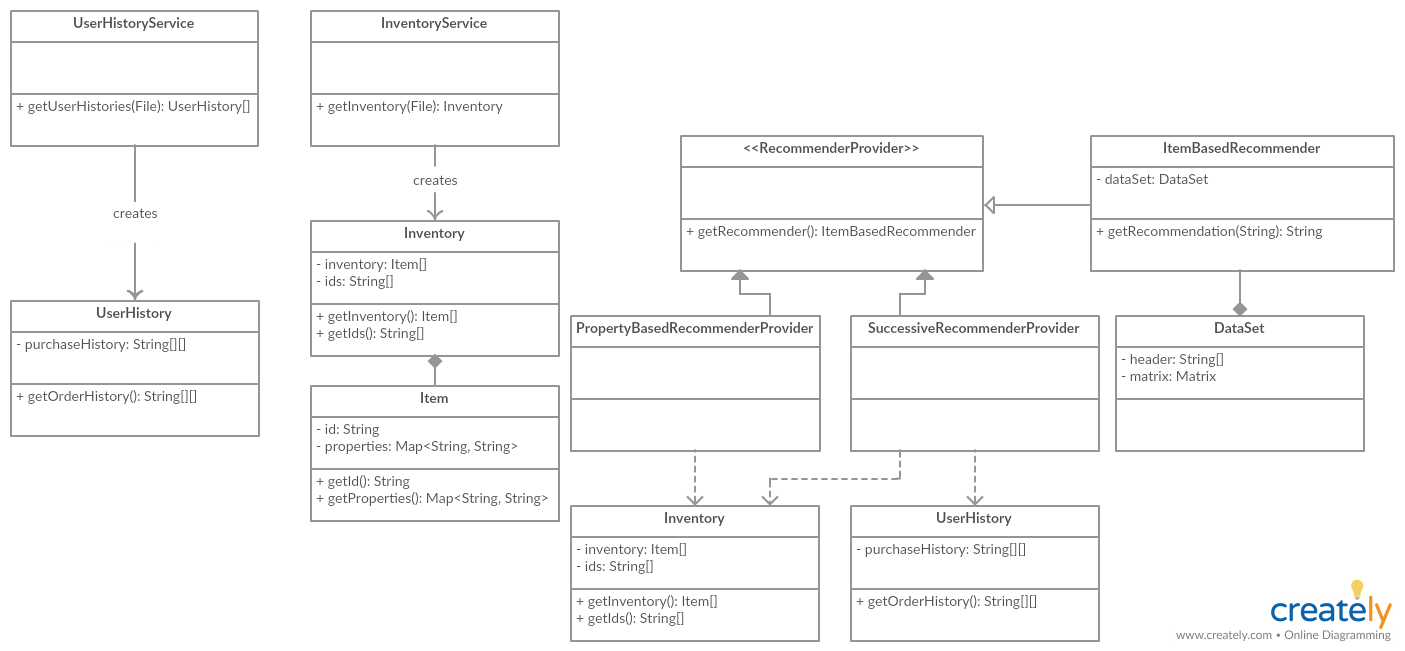 UserHistoryService
+ getUserHistories(File): UserHistory[]
creates
UserHistory
- purchaseHistory: String[][]
+ getOrderHistory(): String[][]
InventoryService
+ getInventory(File): Inventory
creates
Inventory
- inventory: Item[]
- ids: String[]
+ getInventory(): Item[]
+ getIds(): String[]
Item
- id: String
- properties: Map<String, String>
+ getId(): String
+ getProperties(): Map<String, String>
<<RecommenderProvider>>
+ getRecommender(): ItemBasedRecommender
ItemBasedRecommender
- dataSet: DataSet
+ getRecommendation(String): String
PropertyBasedRecommenderProvider
SuccessiveRecommenderProvider
DataSet
- header: String[]
- matrix: Matrix
Inventory
- inventory: Item[]
- ids: String[]
+ getInventory(): Item[]
+ getIds(): String[]
UserHistory
- purchaseHistory: String[][]
+ getOrderHistory(): String[][]
creately
www.creately.com • Online Diagramming